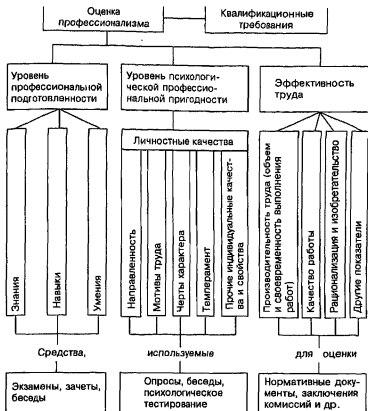 Оценка
профессионализма
Квалификационные
требования
Уровень
профессиональной
подготовленности
Уровень психологи-
ческой профессио-
нальной пригодности
Эффективность
труда
Личностные качества
Знания
Навыки
Умения
Направленность
Мотивы труда
Черты характера
Темперамент
Прочие индивидуальные качест-
ва и свойства
Производительность труда (объем
и своевременность выполнения
работ)
Качество работы
Рационализация и изобретательство
Другие показатели
Средства, используемые для оценки
Экзамены, зачеты,
беседы
Опросы, беседы,
психологическое
тестирование
Нормативные доку-
менты, заключения
комиссий и др.